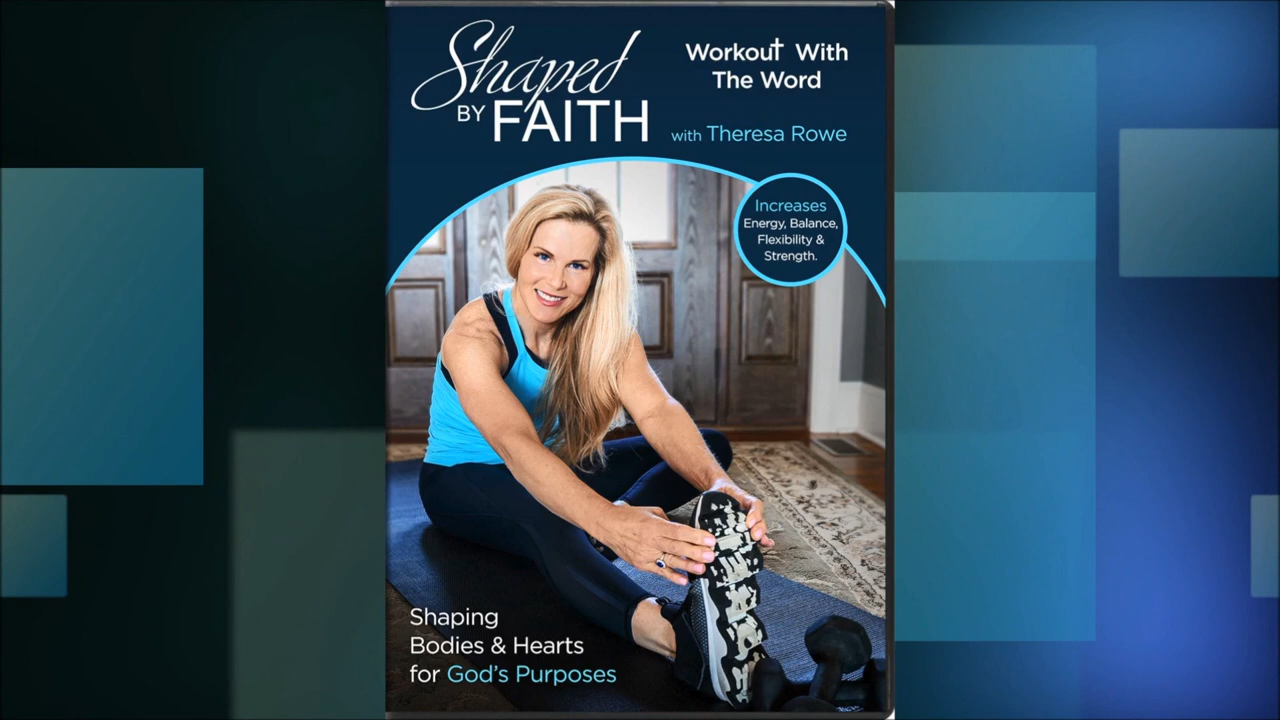 Shaped
BY FAITH
Workout With
The Word
with Theresa Rowe
Increases
Energy, Balance,
Flexibility &
Strength.
Shaping
Bodies & Hearts
for God's Purposes